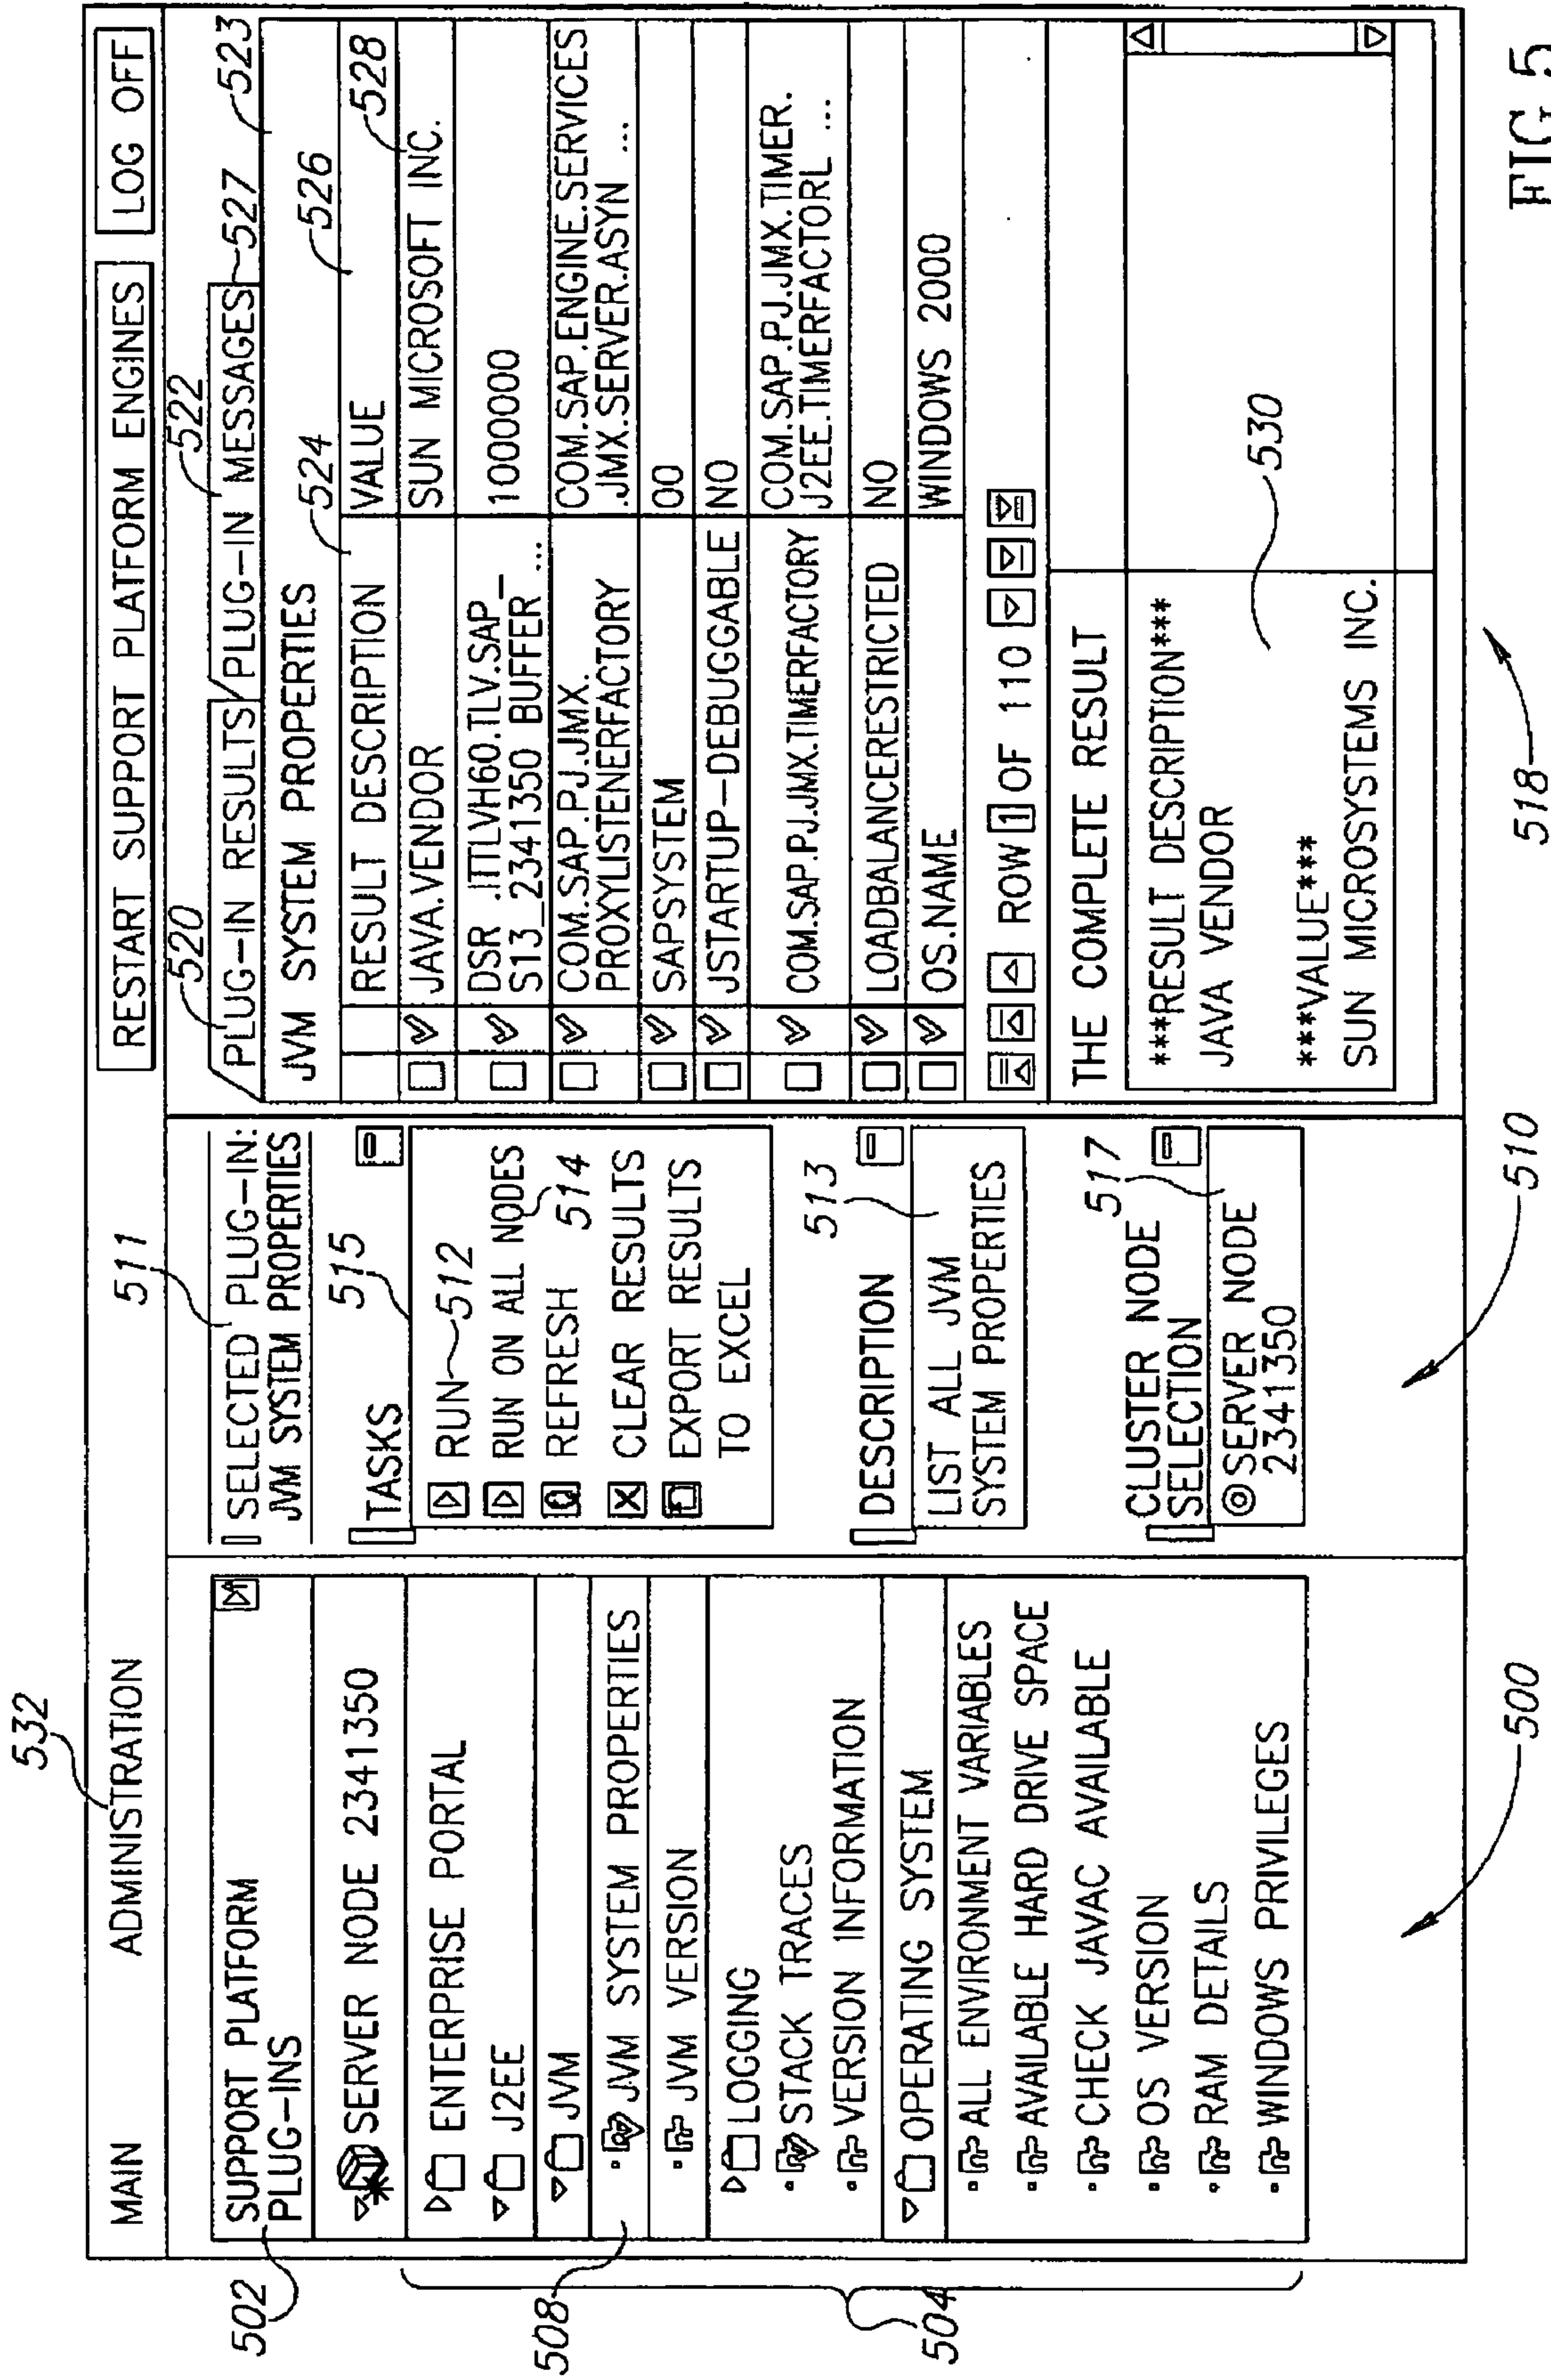 532
MAIN ADMINISTRATION
RESTART SUPPORT PLATFORM ENGINES LOG OFF
502
SUPPORT PLATFORM
PLUG-INS
SERVER NODE 2341350
ENTERPRISE PORTAL
J2EE
JVM
508
JVM SYSTEM PROPERTIES
JVM VERSION
LOGGING
STACK TRACES
VERSION INFORMATION
504
OPERATING SYSTEM
ALL ENVIRONMENT VARIABLES
AVAILABLE HARD DRIVE SPACE
CHECK JAVAC AVAILABLE
OS VERSION
RAM DETAILS
WINDOWS PRIVILEGES
500
511
SELECTED PLUG-IN:
JVM SYSTEM PROPERTIES
515
TASKS
RUN 512
RUN ON ALL NODES
REFRESH 514
CLEAR RESULTS
EXPORT RESULTS
TO EXCEL
513
DESCRIPTION
LIST ALL JVM
SYSTEM PROPERTIES
517
CLUSTER NODE
SELECTION
SERVER NODE
2341350
510
520 522
PLUG-IN RESULTS PLUG-IN MESSAGES 527 523
JVM SYSTEM PROPERTIES
524 526 528
RESULT DESCRIPTION VALUE
JAVA.VENDOR SUN MICROSOFT INC.
DSR .ITTLVH60.TLV.SAP_
S13_2341350 BUFFER ... 1000000
COM.SAP.PJ.JMX. COM.SAP.ENGINE.SERVICES
PROXYLISTENERFACTORY .JMX.SERVER.ASYN ...
SAPSYSTEM 00
JSTARTUP-DEBUGGABLE NO
COM.SAP.PJ.JMX.TIMERFACTORY COM.SAP.PJ.JMX.TIMER.
J2EE.TIMERFACTORL ...
LOADBALANCERESTRICTED NO
OS.NAME WINDOWS 2000
ROW 1 OF 110
THE COMPLETE RESULT
***RESULT DESCRIPTION***
JAVA VENDOR
530
***VALUE***
SUN MICROSYSTEMS INC.
518
FIG 5